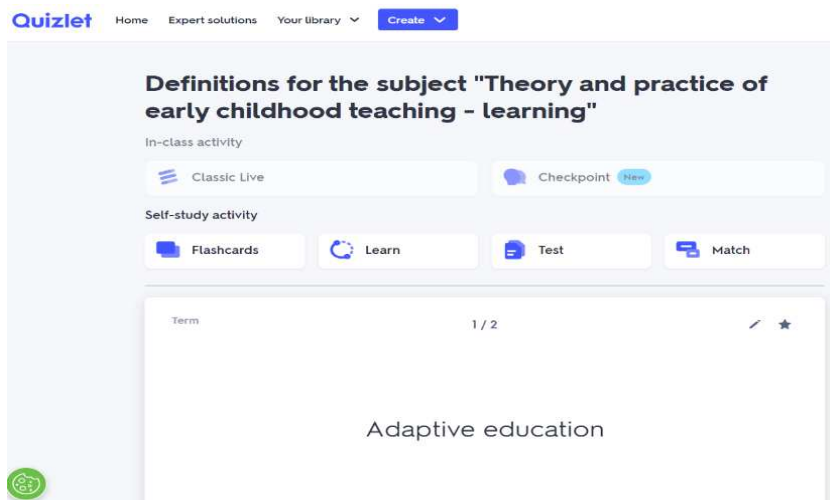 Quizlet Home Expert solutions Your library Create
Definitions for the subject "Theory and practice of
early childhood teaching - learning"
In-class activity
Classic Live Checkpoint New
Self-study activity
Flashcards Learn Test Match
Term 1 / 2
Adaptive education